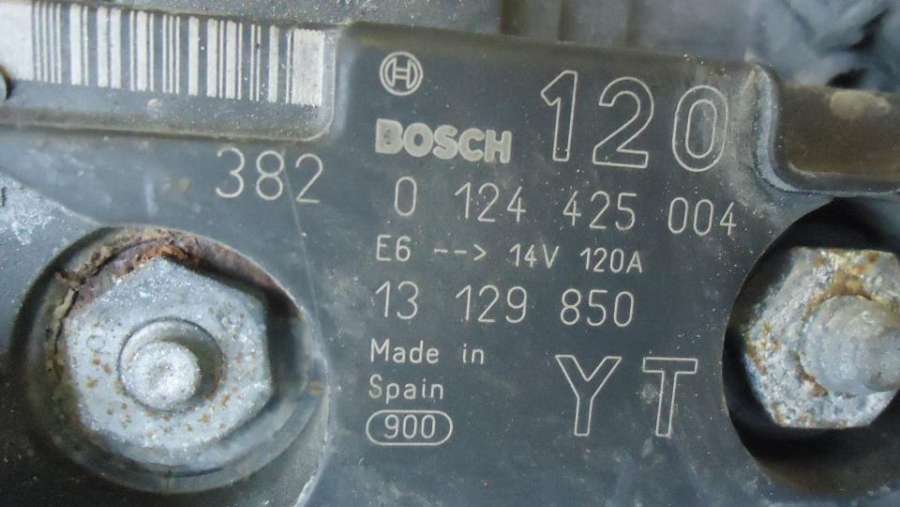 BOSCH 120
382
0 124 425 004
E6 --> 14V 120A
13 129 850
Made in
Spain
YT
900